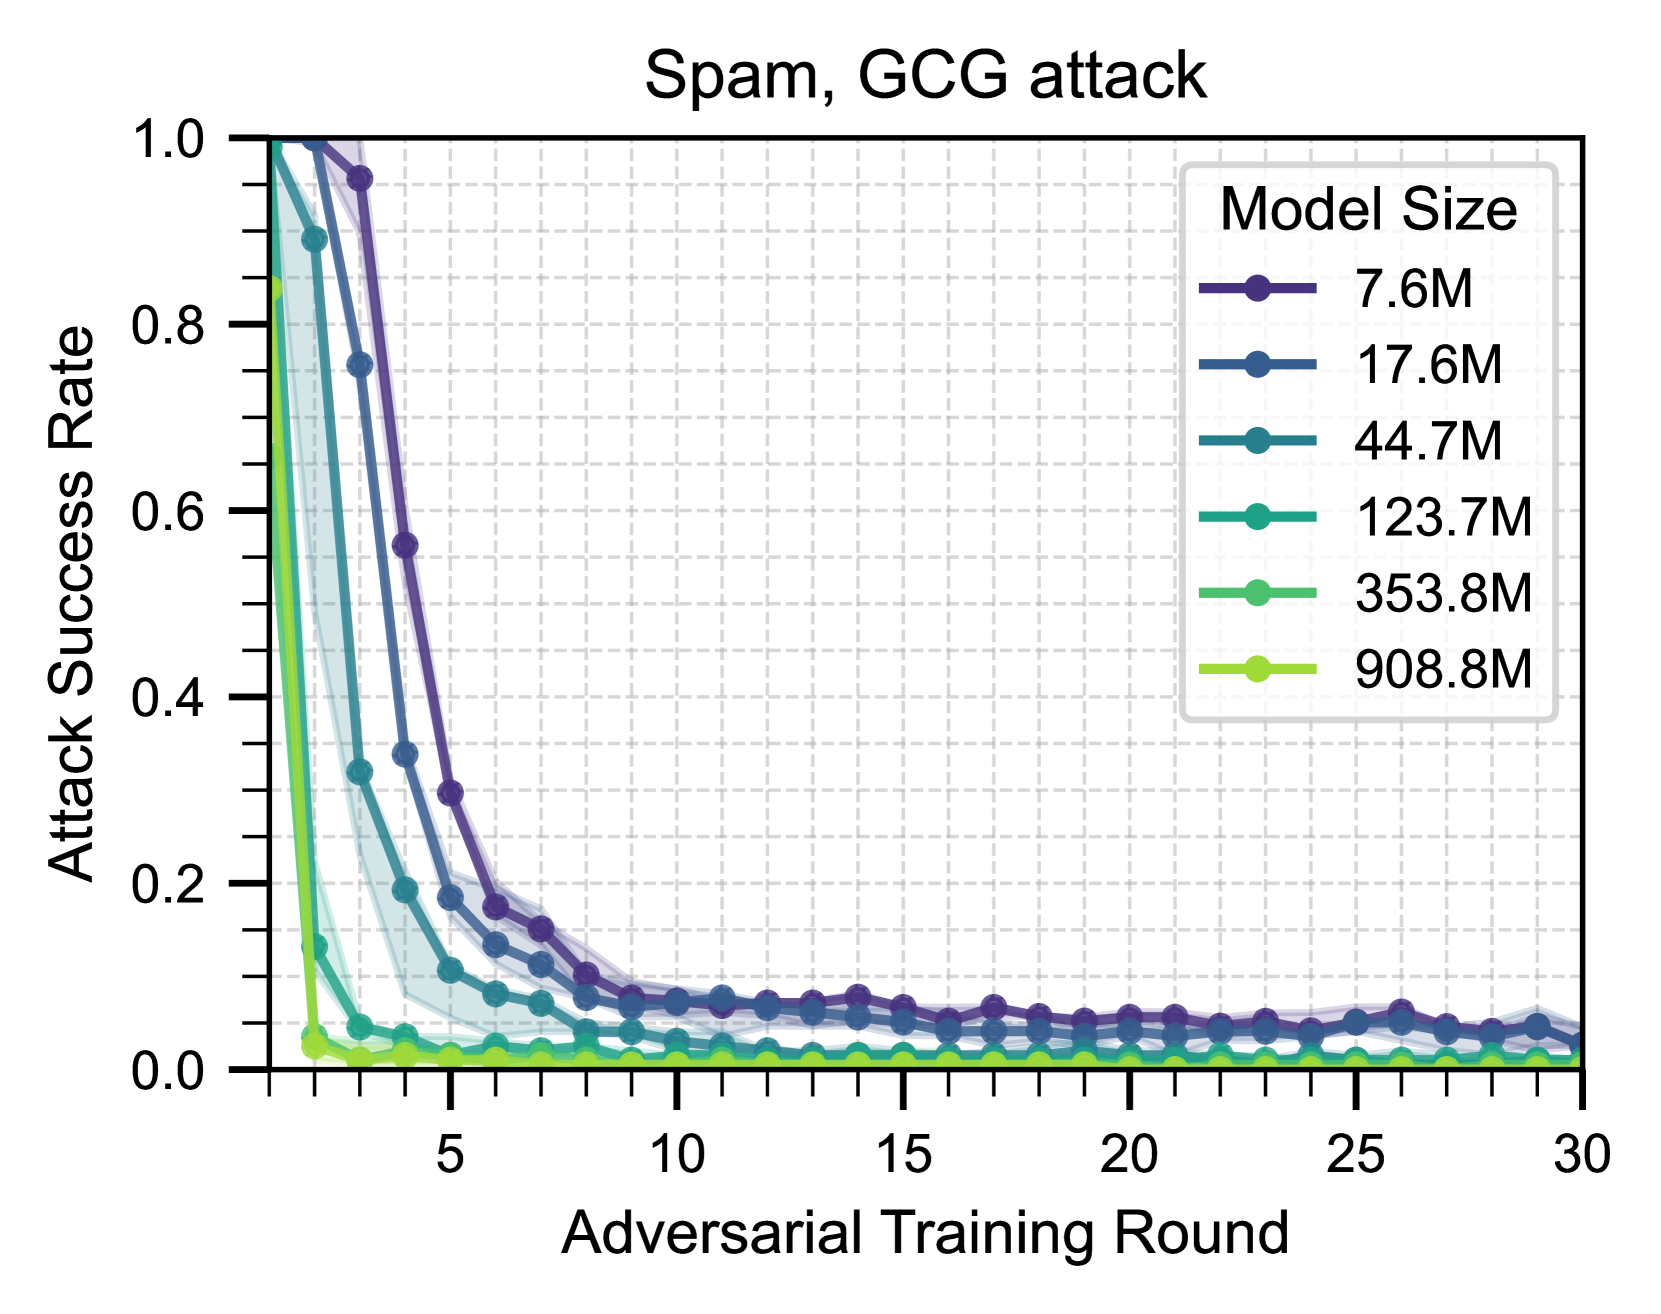 Spam, GCG attack
Attack Success Rate
1.0
0.8
0.6
0.4
0.2
0.0
Model Size
7.6M
17.6M
44.7M
123.7M
353.8M
908.8M
5 10 15 20 25 30
Adversarial Training Round